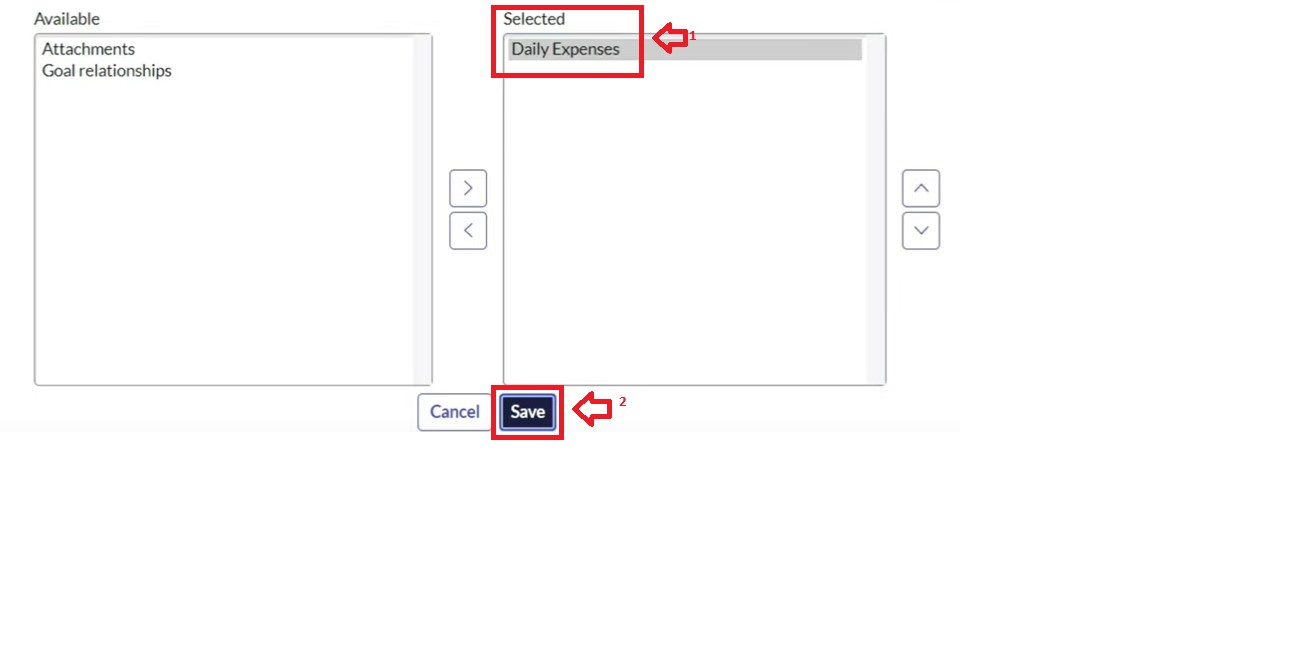 Available
Attachments
Goal relationships
Selected
Daily Expenses
1
Cancel
Save
2